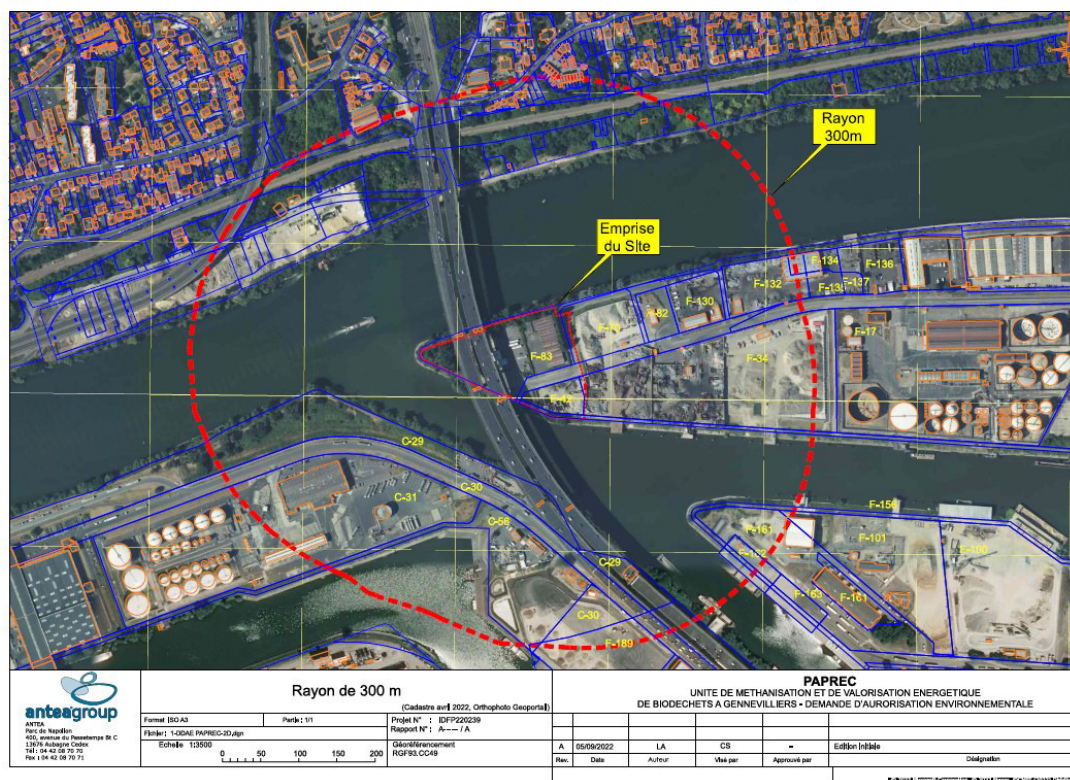 Rayon
300m
Emprise
du Site
F-134
F-136
F-137
F-132
F-130
F-82
F-83
F-34
F-17
C-29
C-30
C-31
C-56
C-29
C-30
F-189
F-156
F-161
F-162
F-101
F-100
F-163
F-161
anteagroup
ANTEA
Parc de Napollon
400, avenue du Passetemps Bt C
13676 Aubagne Cedex
Tél : 04 42 08 70 70
Fax : 04 42 08 70 71
Rayon de 300 m
(Cadastre avril 2022, Orthophoto Geoportail)
Format ISO A3
Partie : 1/1
Projet N° : IDFP220239
Rapport N° : A---- / A
Fichier : 1-DDAE PAPREC-2D.dgn
Echelle 1:3500
0 50 100 150 200
Géoréférencement
RGF93.CC49
PAPREC
UNITE DE METHANISATION ET DE VALORISATION ENERGETIQUE
DE BIODECHETS A GENNEVILLIERS - DEMANDE D'AURORISATION ENVIRONNEMENTALE
A 05/09/2022 LA CS - Edition Initiale
Rev. Date Auteur Visé par Approuvé par Désignation